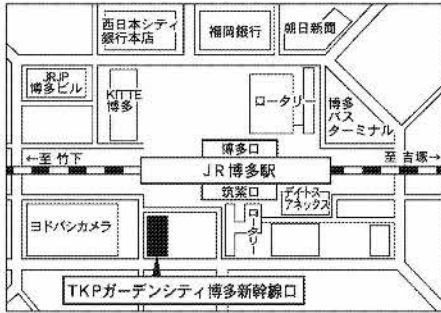 西日本シティ
銀行本店
福岡銀行
朝日新聞
JRJP
博多ビル
KITTE
博多
ロータリー
博多
バス
ターミナル
博多口
←至 竹下
至 吉塚→
JR博多駅
筑紫口
デイトス
アネックス
ロータリー
ヨドバシカメラ
TKPガーデンシティ博多新幹線口